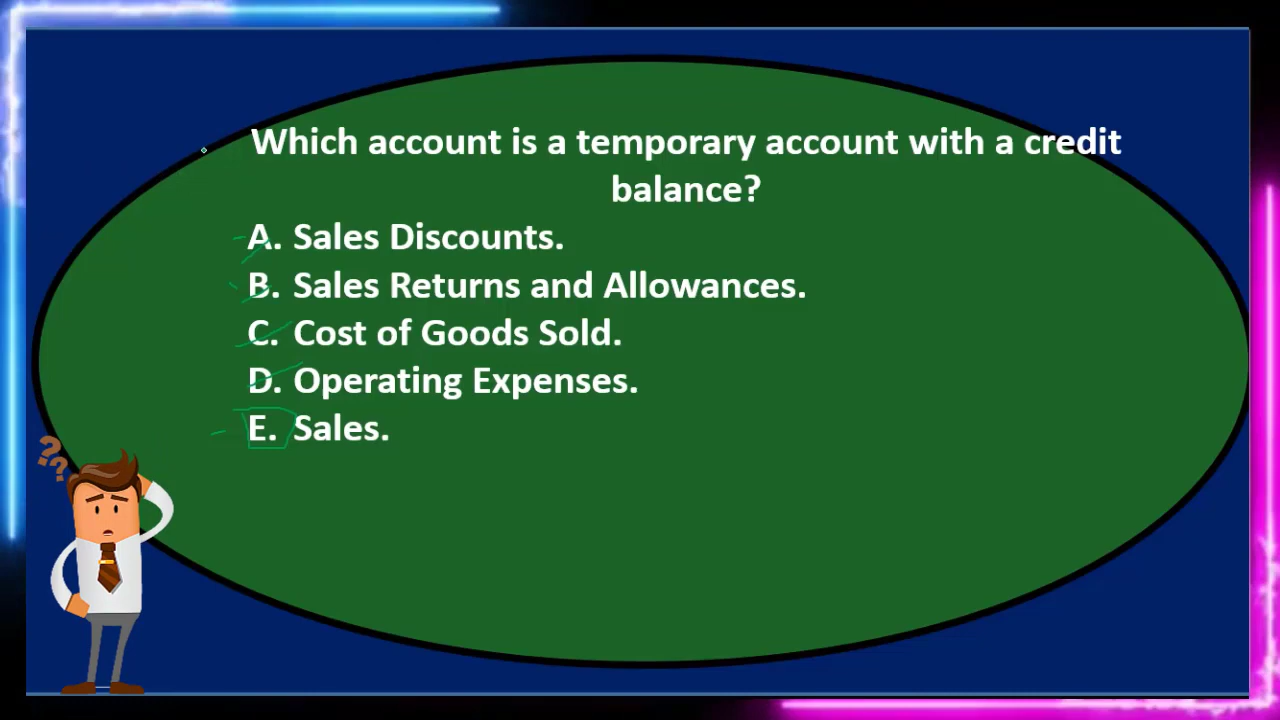 Which account is a temporary account with a credit
balance?
A. Sales Discounts.
B. Sales Returns and Allowances.
C. Cost of Goods Sold.
D. Operating Expenses.
E. Sales.
??